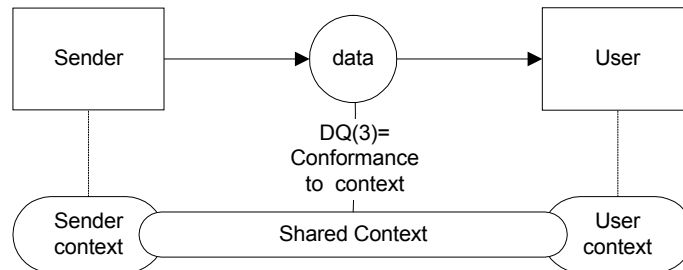 Sender
data
User
DQ(3)=
Conformance
to context
Sender
context
Shared Context
User
context